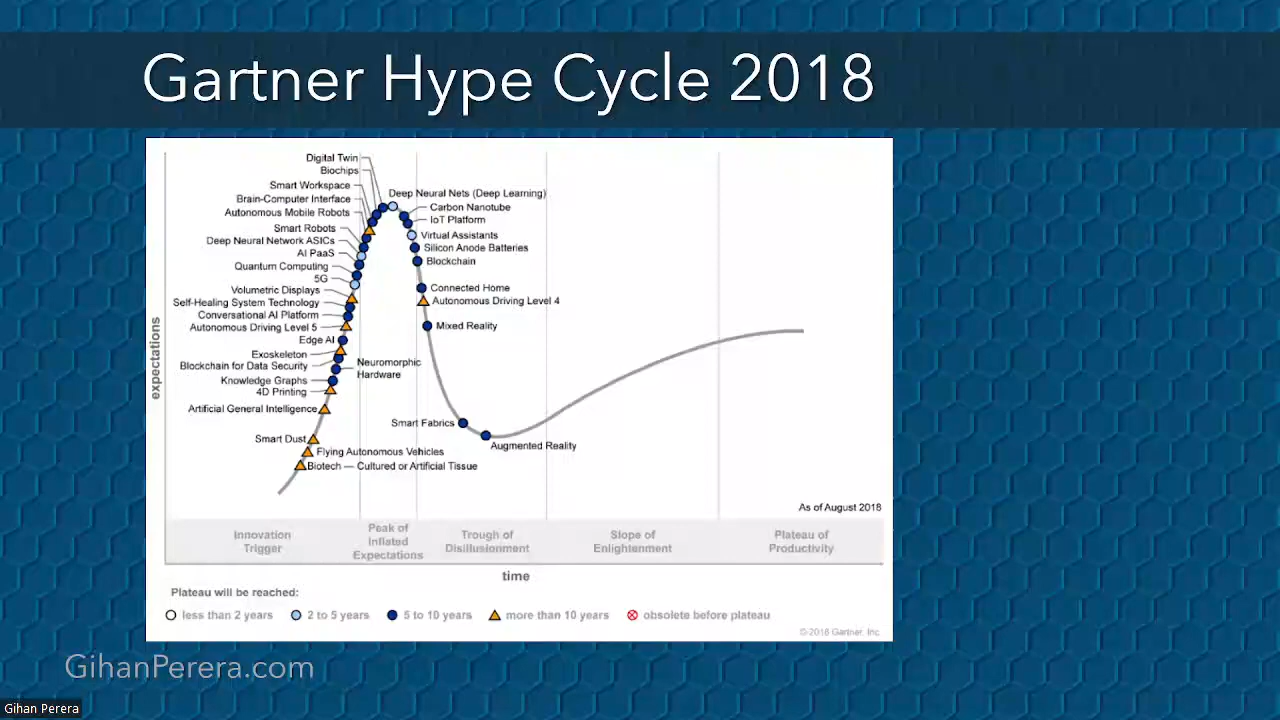 Gartner Hype Cycle 2018
Digital Twin
Biochips
Smart Workspace
Brain-Computer Interface
Autonomous Mobile Robots
Smart Robots
Deep Neural Network ASICs
AI PaaS
Quantum Computing
5G
Volumetric Displays
Self-Healing System Technology
Conversational AI Platform
Autonomous Driving Level 5
Edge AI
Exoskeleton
Blockchain for Data Security
Neuromorphic
Hardware
Knowledge Graphs
4D Printing
Artificial General Intelligence
Smart Dust
Flying Autonomous Vehicles
Biotech — Cultured or Artificial Tissue
Deep Neural Nets (Deep Learning)
Carbon Nanotube
IoT Platform
Virtual Assistants
Silicon Anode Batteries
Blockchain
Connected Home
Autonomous Driving Level 4
Mixed Reality
Smart Fabrics
Augmented Reality
expectations
As of August 2018
Innovation
Trigger
Peak of
Inflated
Expectations
Trough of
Disillusionment
Slope of
Enlightenment
Plateau of
Productivity
time
Plateau will be reached:
less than 2 years 2 to 5 years 5 to 10 years more than 10 years obsolete before plateau
© 2018 Gartner, Inc.
GihanPerera.com
Gihan Perera